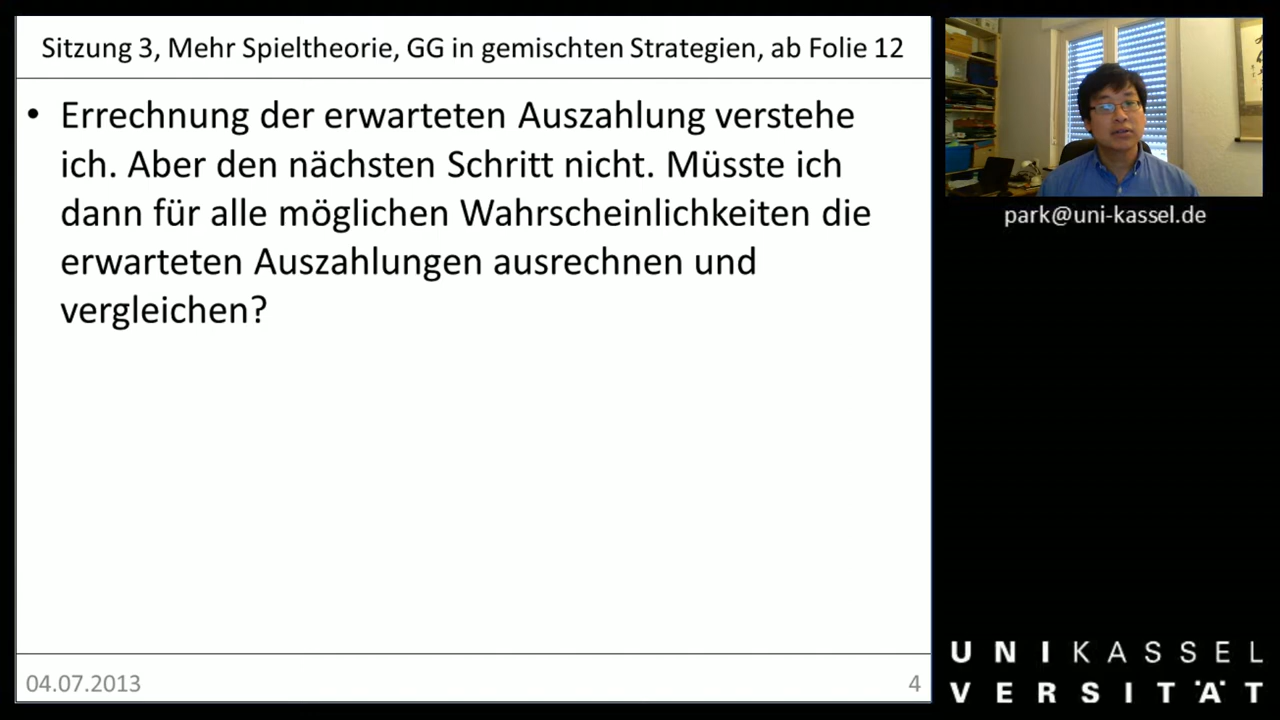 Sitzung 3, Mehr Spieltheorie, GG in gemischten Strategien, ab Folie 12
• Errechnung der erwarteten Auszahlung verstehe
ich. Aber den nächsten Schritt nicht. Müsste ich
dann für alle möglichen Wahrscheinlichkeiten die
erwarteten Auszahlungen ausrechnen und
vergleichen?
04.07.2013
4
park@uni-kassel.de
UNIKASSEL
VERSITÄT